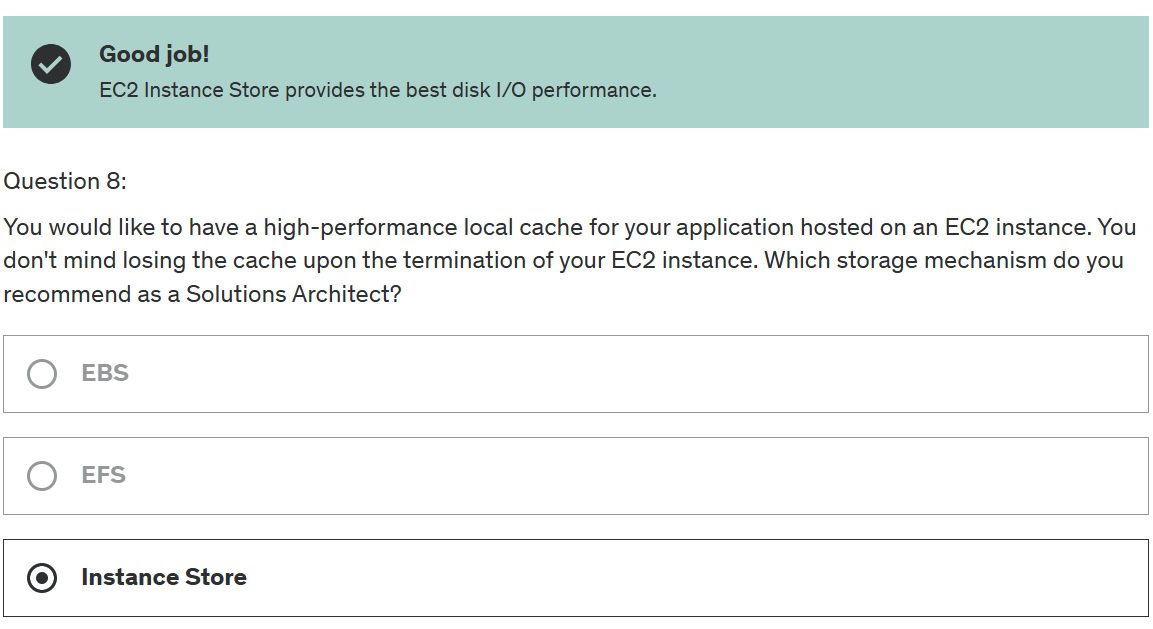 Good job!
EC2 Instance Store provides the best disk I/O performance.
Question 8:
You would like to have a high-performance local cache for your application hosted on an EC2 instance. You
don't mind losing the cache upon the termination of your EC2 instance. Which storage mechanism do you
recommend as a Solutions Architect?
EBS
EFS
Instance Store